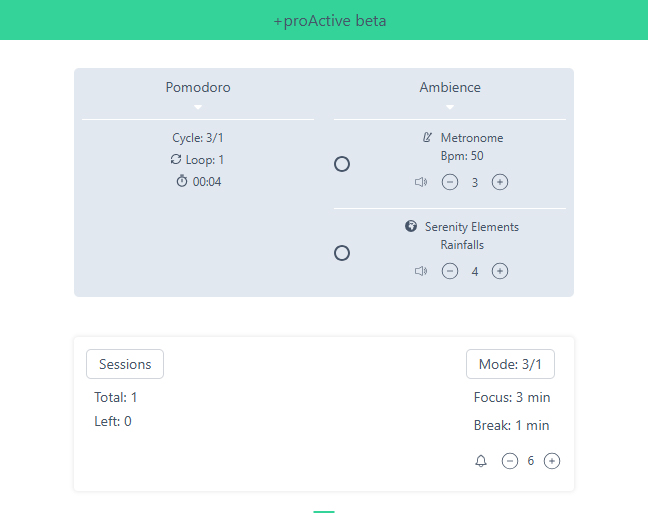 +proActive beta
Pomodoro
Cycle: 3/1
Loop: 1
00:04
Ambience
Metronome
Bpm: 50
3
Serenity Elements
Rainfalls
4
Sessions
Total: 1
Left: 0
Mode: 3/1
Focus: 3 min
Break: 1 min
6